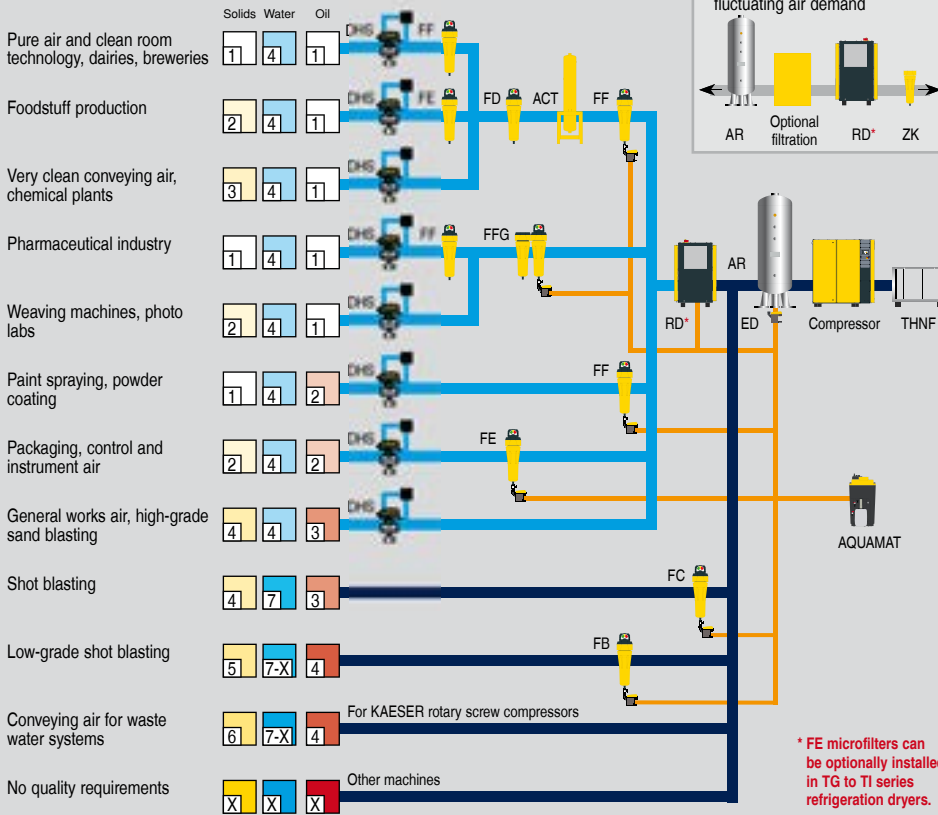 fluctuating air demand
AR
Optional
filtration
RD*
ZK
Solids Water Oil
Pure air and clean room
technology, dairies, breweries
1 4 1
DHS FF
Foodstuff production
2 4 1
DHS FE FD ACT FF
Very clean conveying air,
chemical plants
3 4 1
DHS
Pharmaceutical industry
1 4 1
DHS FF FFG
Weaving machines, photo
labs
2 4 1
DHS
RD* AR ED Compressor THNF
Paint spraying, powder
coating
1 4 2
DHS FF
Packaging, control and
instrument air
2 4 2
DHS FE
General works air, high-grade
sand blasting
4 4 3
DHS
AQUAMAT
Shot blasting
4 7 3
FC
Low-grade shot blasting
5 7-X 4
FB
Conveying air for waste
water systems
6 7-X 4
For KAESER rotary screw compressors
No quality requirements
X X X
Other machines
* FE microfilters can
be optionally installed
in TG to TI series
refrigeration dryers.